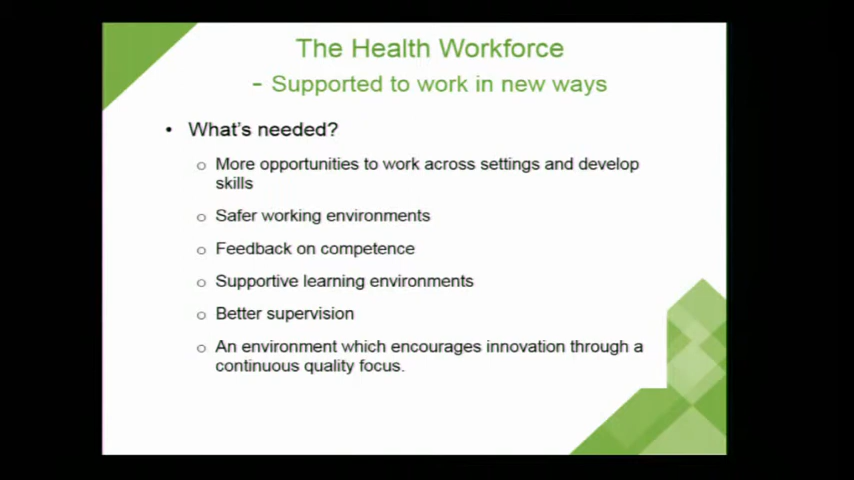 The Health Workforce
- Supported to work in new ways
• What's needed?
o More opportunities to work across settings and develop
skills
o Safer working environments
o Feedback on competence
o Supportive learning environments
o Better supervision
o An environment which encourages innovation through a
continuous quality focus.